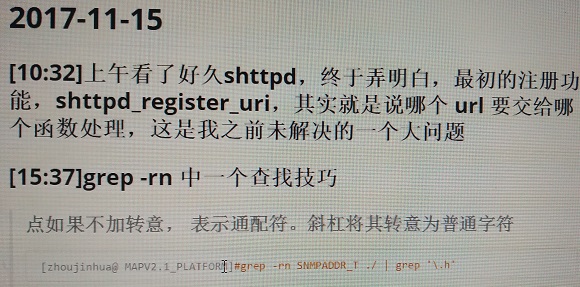 2017-11-15
[10:32]上午看了好久shttpd，终于弄明白，最初的注册功
能，shttpd_register_uri，其实就是说哪个 url 要交给哪
个函数处理，这是我之前未解决的一个大问题
[15:37]grep -rn 中一个查找技巧
点如果不加转意， 表示通配符。斜杠将其转意为普通字符
[zhoujinhua@ MAPV2.1_PLATFORM]#grep -rn SNMPADDR_T ./ | grep '\.h'